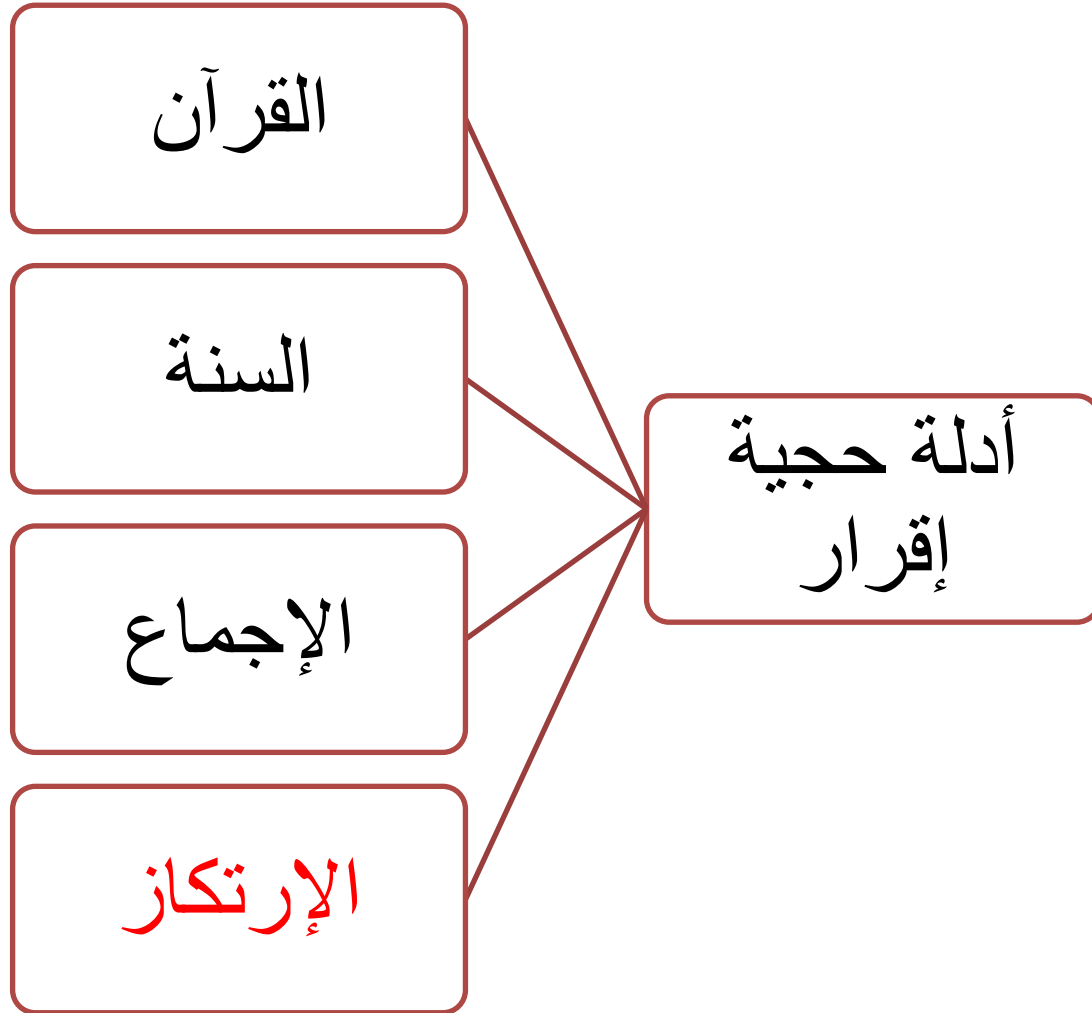 أدلة حجية
إقرار
القرآن
السنة
الإجماع
الإرتكاز